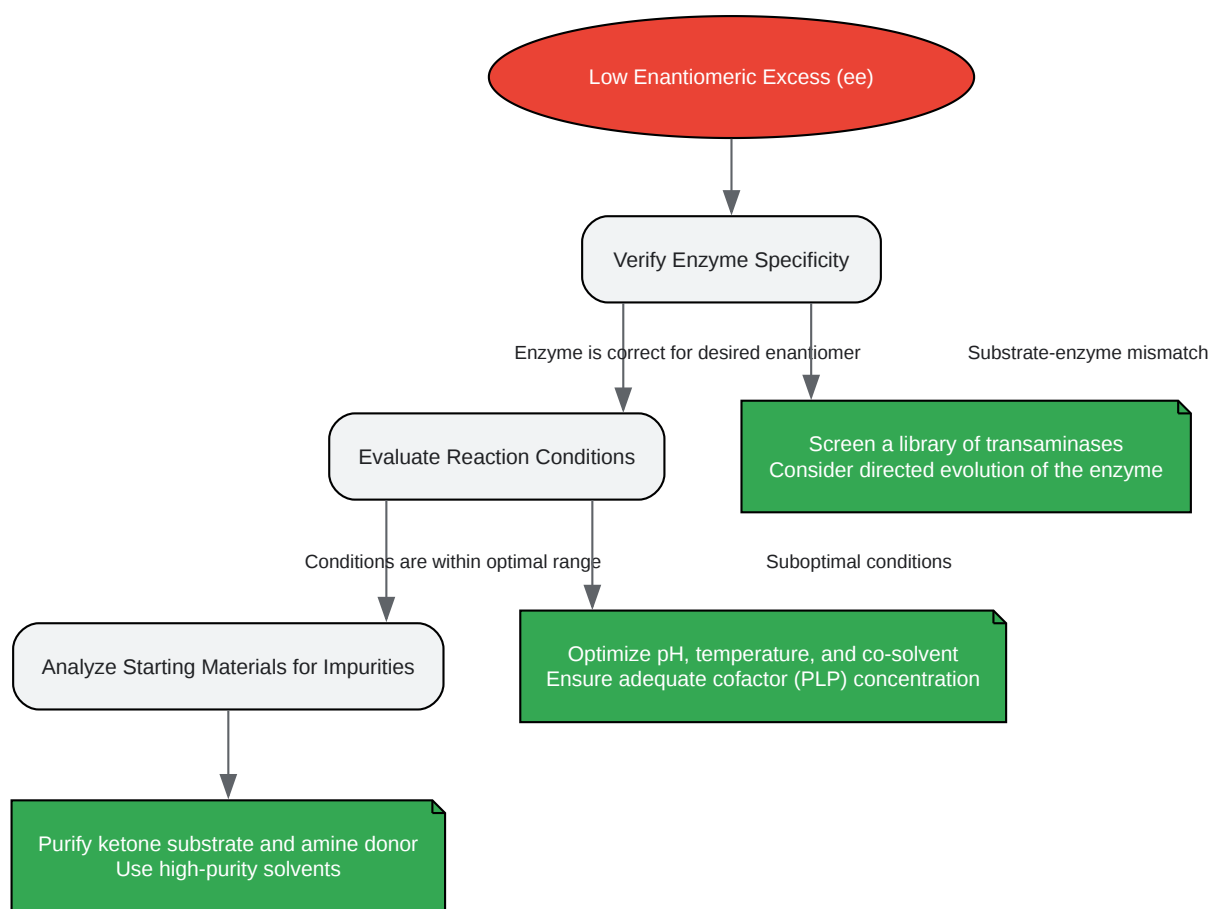 Low Enantiomeric Excess (ee)
Verify Enzyme Specificity
Enzyme is correct for desired enantiomer
Substrate-enzyme mismatch
Screen a library of transaminases
Consider directed evolution of the enzyme
Evaluate Reaction Conditions
Conditions are within optimal range
Suboptimal conditions
Optimize pH, temperature, and co-solvent
Ensure adequate cofactor (PLP) concentration
Analyze Starting Materials for Impurities
Purify ketone substrate and amine donor
Use high-purity solvents